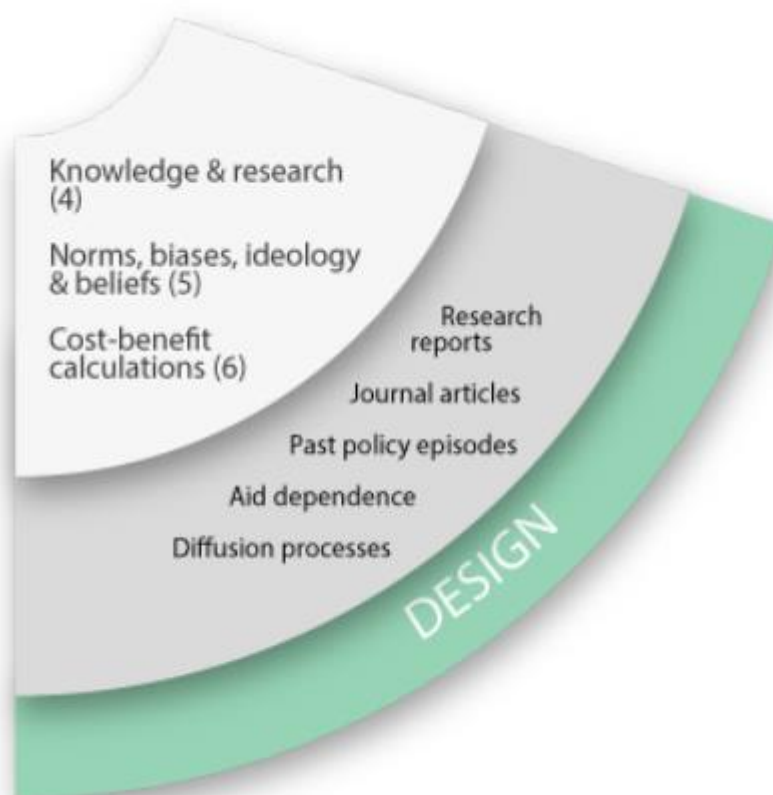 Knowledge & research
(4)
Norms, biases, ideology
& beliefs (5)
Cost-benefit
calculations (6)
Research
reports
Journal articles
Past policy episodes
Aid dependence
Diffusion processes
DESIGN